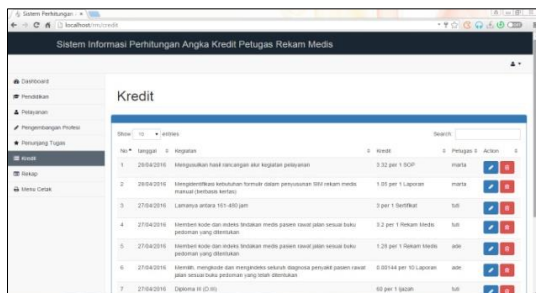 Sistem Perhitungan
localhost/rm/credit
Sistem Informasi Perhitungan Angka Kredit Petugas Rekam Medis
Dashboard
Pendidikan
Pelayanan
Pengembangan Profesi
Penunjang Tugas
Kredit
Rekap
Menu Cetak
Kredit
Show 10 entries
Search:
No Tanggal Kegiatan Kredit Petugas Action
1 28/04/2016 Mengusulkan hasil rancangan alur kegiatan pelayanan 3.32 per 1 SOP marta
2 28/04/2016 Mengidentifikasi kebutuhan formulir dalam penyusunan SIM rekam medis
manual (berbasis kertas) 1.05 per 1 Laporan marta
3 27/04/2016 Lamanya antara 161-480 jam 3 per 1 Sertifikat tuti
4 27/04/2016 Memberi kode dan indeks tindakan medis pasien rawat jalan sesuai buku
pedoman yang ditentukan 3.2 per 1 Rekam Medis tuti
5 27/04/2016 Memberi kode dan indeks tindakan medis pasien rawat jalan sesuai buku
pedoman yang ditentukan 1.28 per 1 Rekam Medis ade
6 27/04/2016 Memilih, mengkode dan mengindeks seluruh diagnosa penyakit pasien rawat
jalan sesuai buku pedoman yang telah ditentukan 0.00144 per 10 Laporan ade
7 27/04/2016 Diploma III (D III) 60 per 1 Ijazah tuti